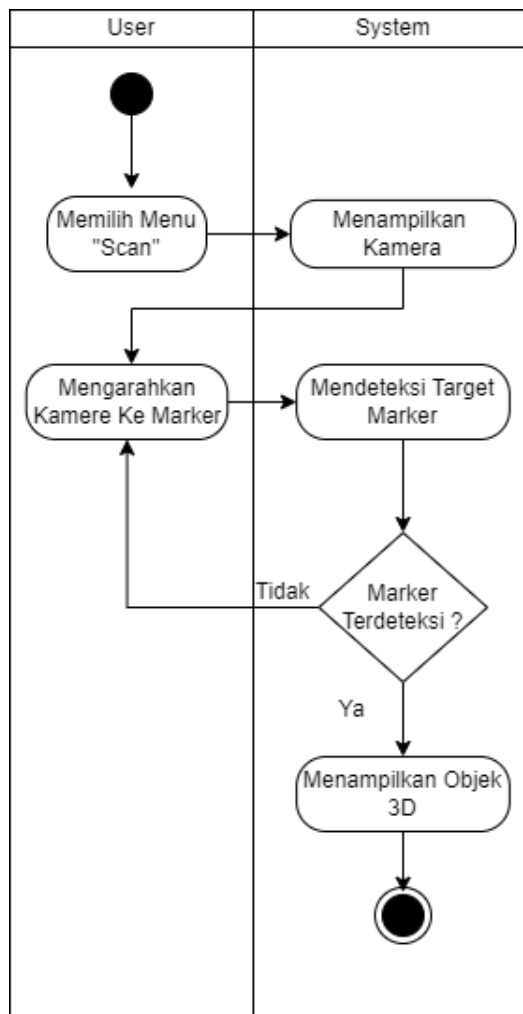 User
System
Memilih Menu
"Scan"
Menampilkan
Kamera
Mengarahkan
Kamere Ke Marker
Mendeteksi Target
Marker
Marker
Terdeteksi ?
Tidak
Ya
Menampilkan Objek
3D